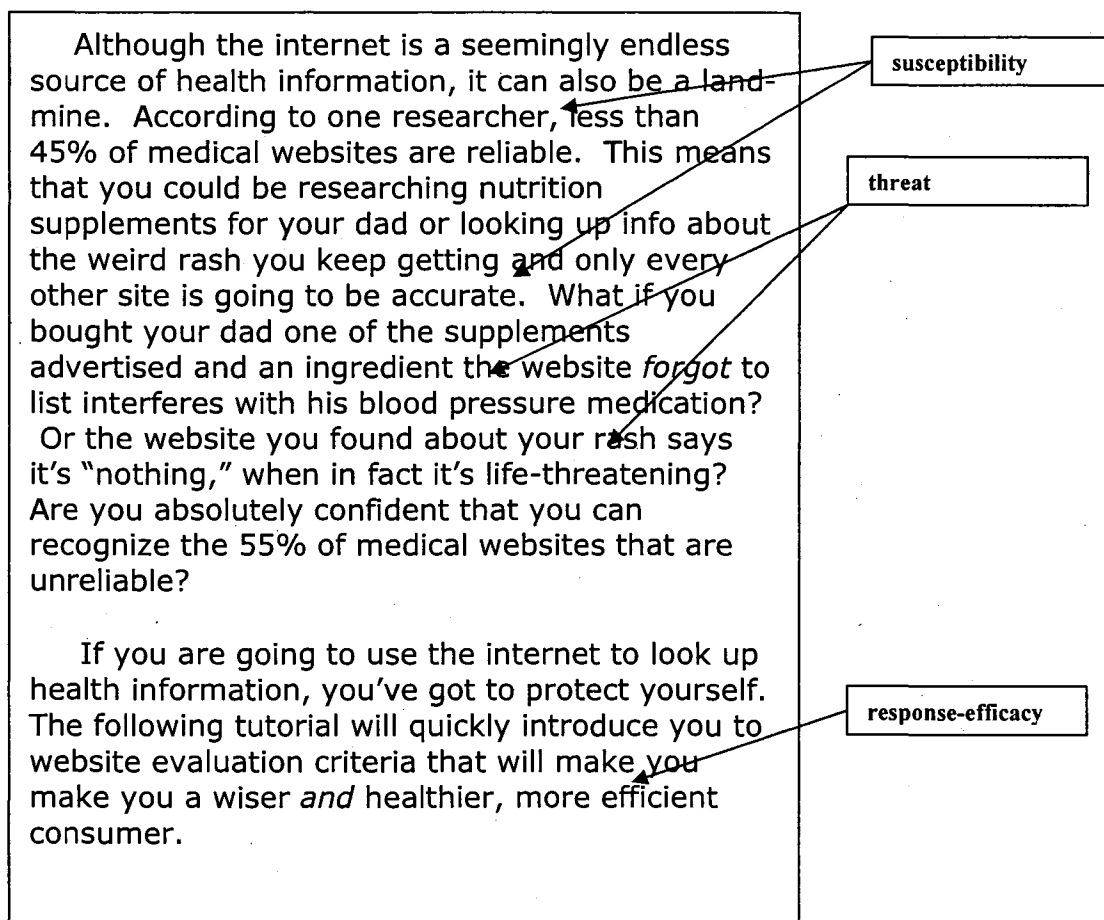 Although the internet is a seemingly endless
source of health information, it can also be a land-
mine. According to one researcher, less than
45% of medical websites are reliable. This means
that you could be researching nutrition
supplements for your dad or looking up info about
the weird rash you keep getting and only every
other site is going to be accurate. What if you
bought your dad one of the supplements
advertised and an ingredient the website forgot to
list interferes with his blood pressure medication?
Or the website you found about your rash says
it's "nothing," when in fact it's life-threatening?
Are you absolutely confident that you can
recognize the 55% of medical websites that are
unreliable?
If you are going to use the internet to look up
health information, you've got to protect yourself.
The following tutorial will quickly introduce you to
website evaluation criteria that will make you
make you a wiser and healthier, more efficient
consumer.
susceptibility
threat
response-efficacy